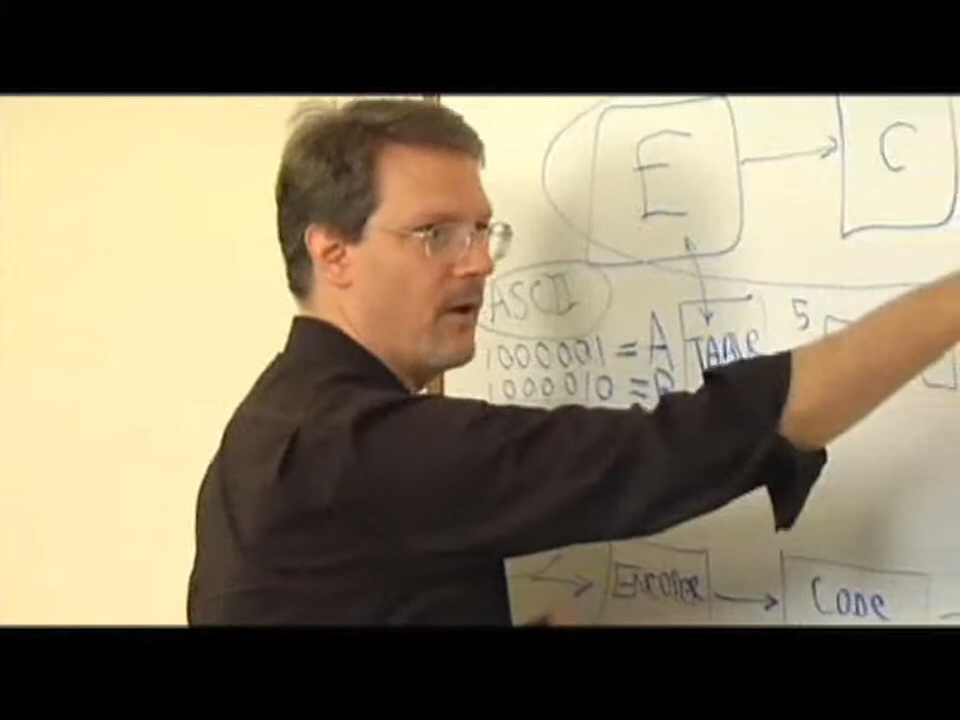 E C
ASCII
5
1000001 = A
TABLE
1000010 = B
ENCODER
CODE